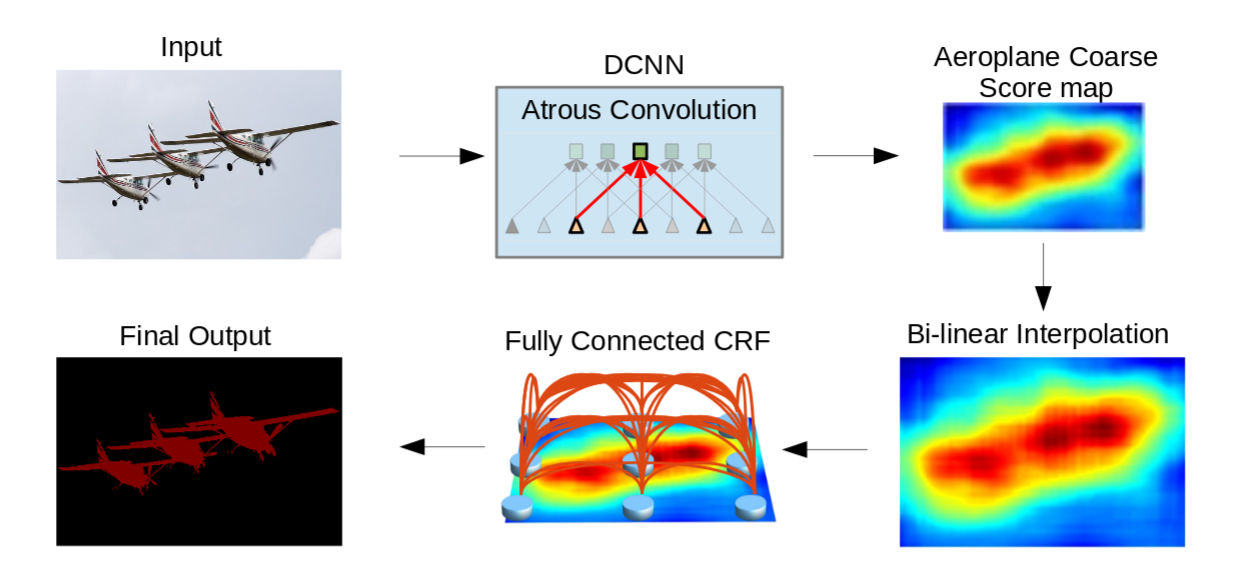 Input
DCNN
Atrous Convolution
Aeroplane Coarse
Score map
Bi-linear Interpolation
Fully Connected CRF
Final Output